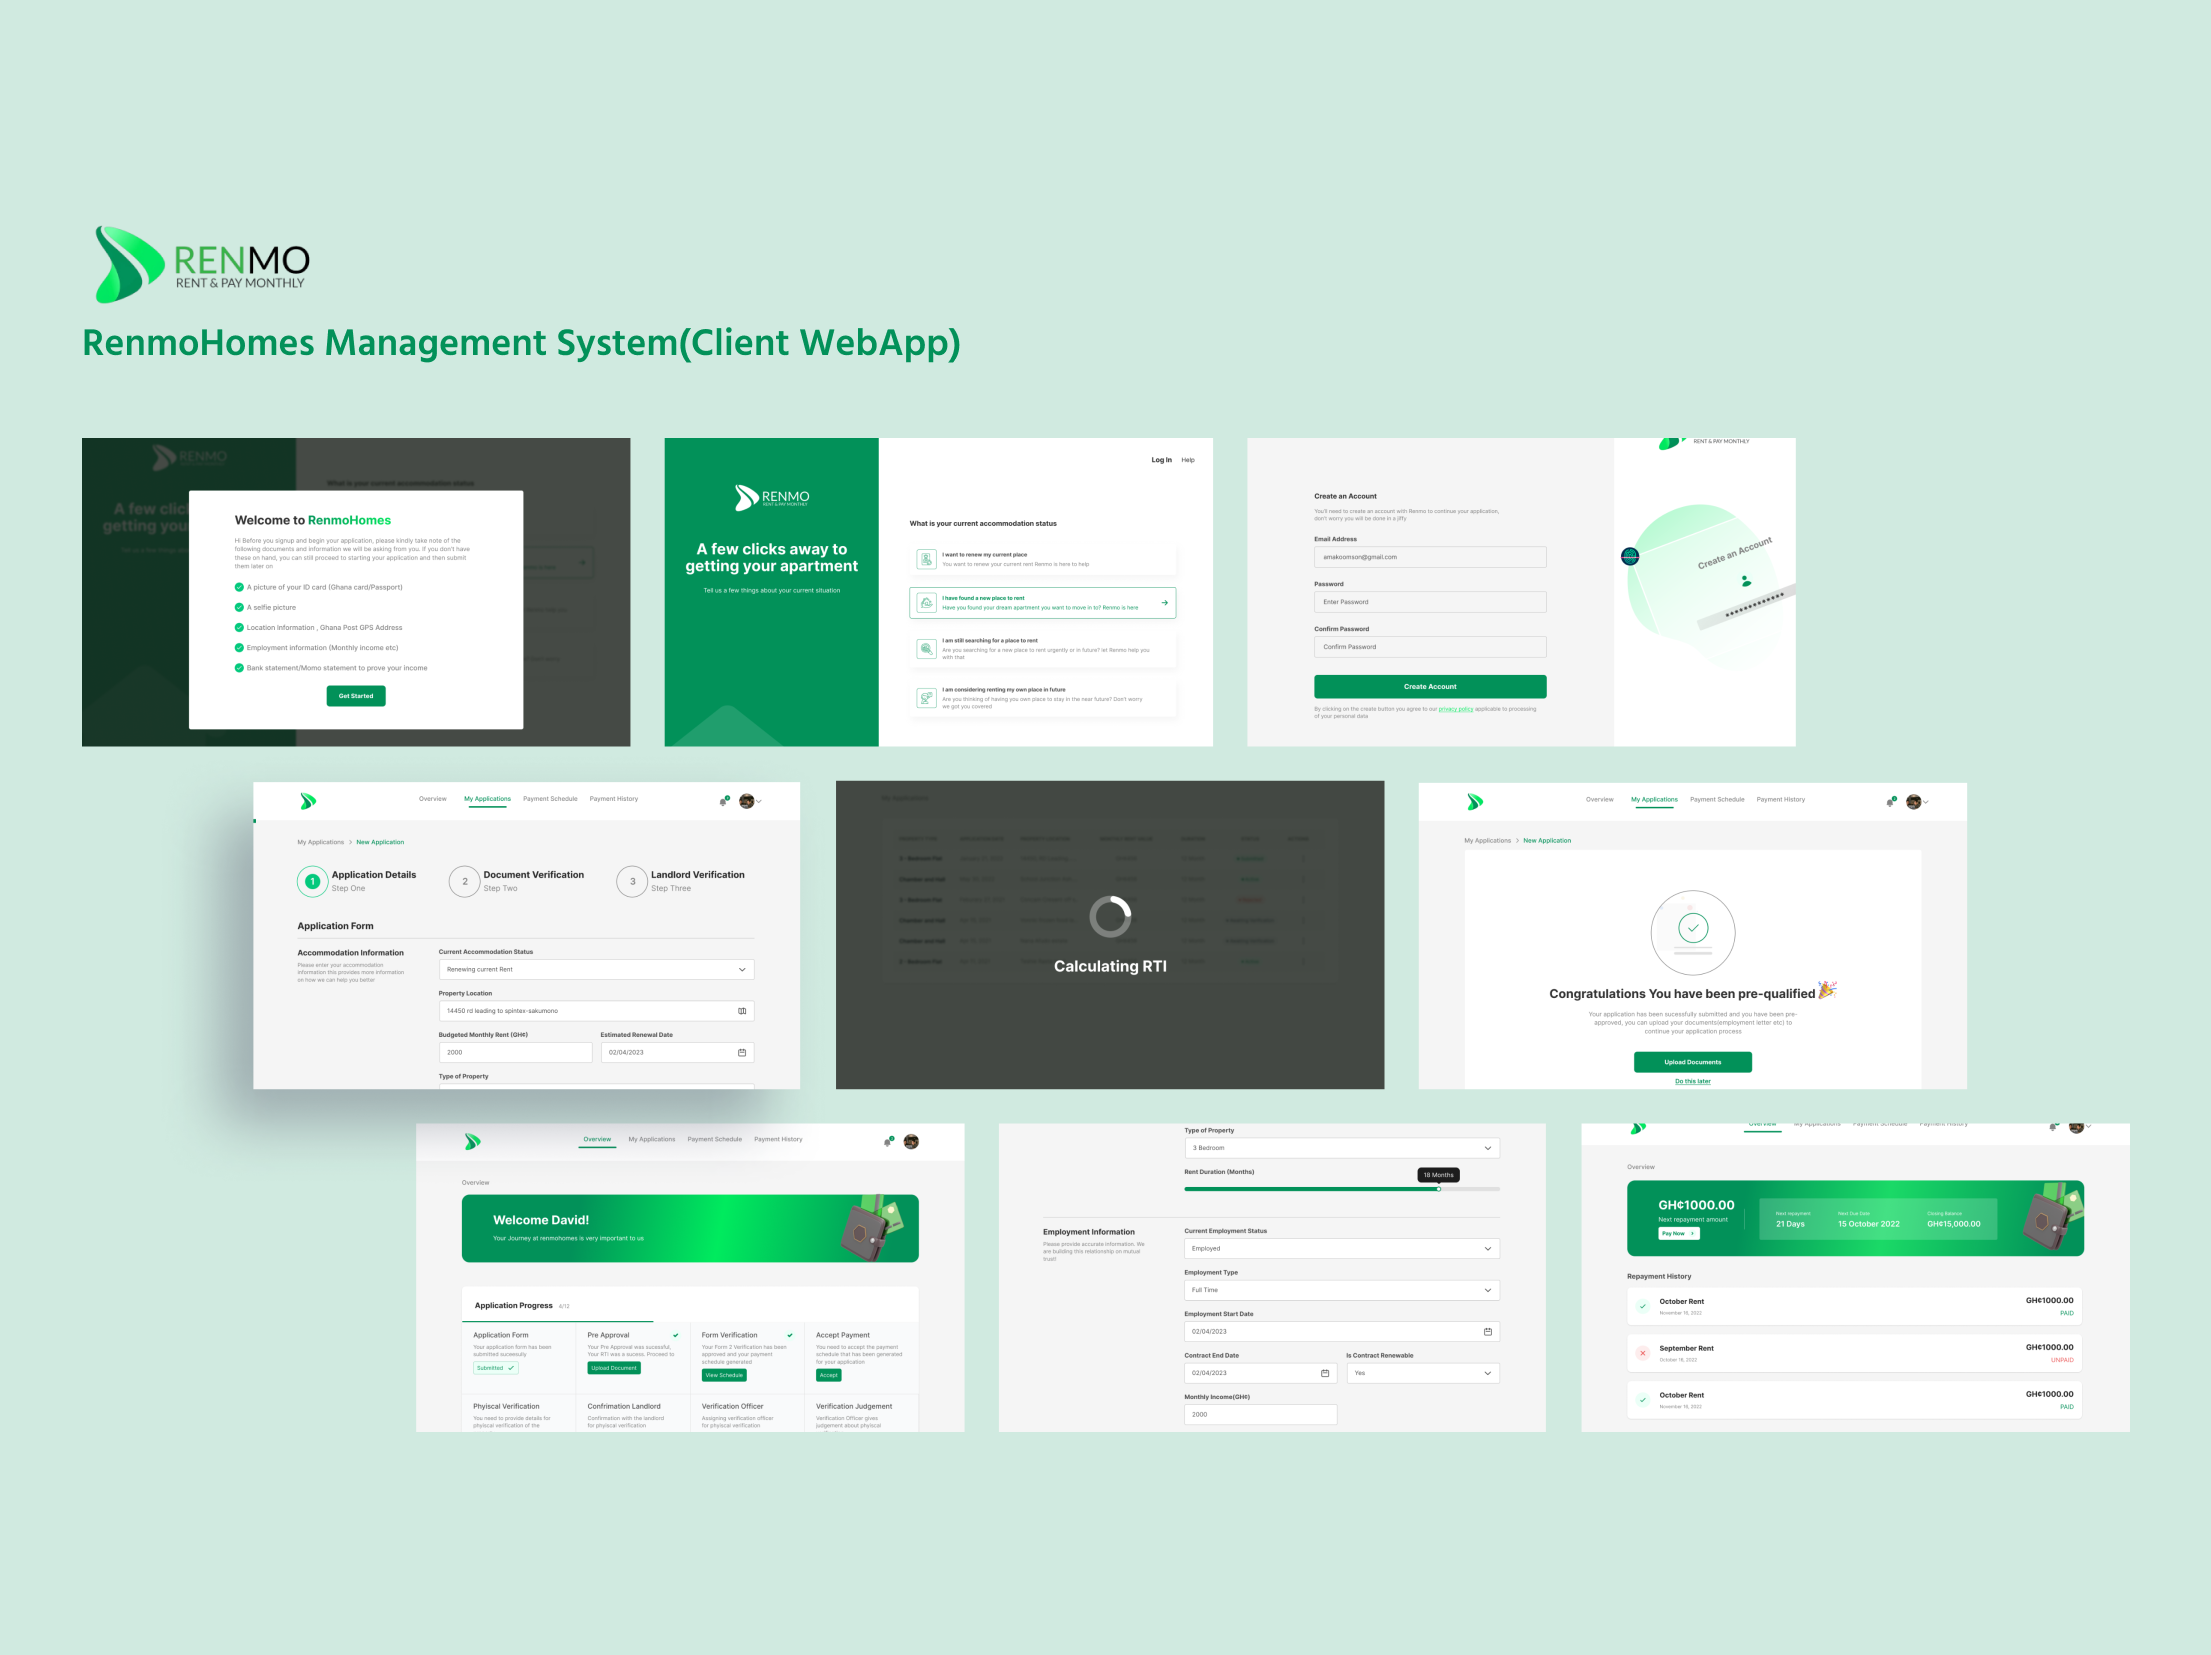 RENMO
RENT & PAY MONTHLY
RenmoHomes Management System(Client WebApp)
RENMO
What is your current accommodation status
A few clic
getting you
Welcome to RenmoHomes
Hi Before you signup and begin your application, please kindly take note of the
following documents and information we will be asking from you. If you don't have
these on hand, you can still proceed to starting your application and then submit
them later on
A picture of your ID card (Ghana card/Passport)
A selfie picture
Location Information , Ghana Post GPS Address
Employment information (Monthly income etc)
Bank statement/Momo statement to prove your income
Get Started
RENMO
RENT & PAY MONTHLY
A few clicks away to
getting your apartment
Tell us a few things about your current situation
Log In Help
What is your current accommodation status
I want to renew my current place
You want to renew your current rent Renmo is here to help
I have found a new place to rent
Have you found your dream apartment you want to move in to? Renmo is here
I am still searching for a place to rent
Are you searching for a new place to rent urgently or in future? let Renmo help you
with that
I am considering renting my own place in future
Are you thinking of having you own place to stay in the near future? Don't worry
we got you covered
Create an Account
You'll need to create an account with Renmo to continue your application,
don't worry you will be done in a jiffy
Email Address
amakoomson@gmail.com
Password
Enter Password
Confirm Password
Confirm Password
Create Account
By clicking on the create button you agree to our privacy policy applicable to processing
of your personal data
RENT & PAY MONTHLY
Create an Account
Overview My Applications Payment Schedule Payment History
My Applications > New Application
1 Application Details
Step One
2 Document Verification
Step Two
3 Landlord Verification
Step Three
Application Form
Accommodation Information
Please enter your accommodation
information this provides more information
on how we can help you better
Current Accommodation Status
Renewing current Rent
Property Location
14450 rd leading to spintex-sakumono
Budgeted Monthly Rent (GH¢) Estimated Renewal Date
2000 02/04/2023
Type of Property
Calculating RTI
Overview My Applications Payment Schedule Payment History
My Applications > New Application
Congratulations You have been pre-qualified 🎉
Your application has been sucessfully submitted and you have been pre-
approved, you can upload your documents(employment letter etc) to
continue your application process
Upload Documents
Do this later
Overview My Applications Payment Schedule Payment History
Overview
Welcome David!
Your Journey at renmohomes is very important to us
Application Progress 4/12
Application Form
Your application form has been
submitted sucessuly
Submitted
Pre Approval
Your Pre Approval was sucessful,
Your RTI was a sucess. Proceed to
Upload Document
Form Verification
Your Form 2 Verification has been
approved and your payment
schedule generated
View Schedule
Accept Payment
You need to accept the payment
schedule that has been generated
for your application
Accept
Phyiscal Verification
You need to provide details for
phyiscal verification of the
Confrimation Landlord
Confirmation with the landlord
for phyiscal verification
Verification Officer
Assigning verification officer
for phyiscal verification
Verification Judgement
Verification Officer gives
judgement about phyiscal
Type of Property
3 Bedroom
Rent Duration (Months)
18 Months
Employment Information
Please provide accurate information. We
are building this relationship on mutual
trust!
Current Employment Status
Employed
Employment Type
Full Time
Employment Start Date
02/04/2023
Contract End Date Is Contract Renewable
02/04/2023 Yes
Monthly Income(GH¢)
2000
Overview My Applications Payment Schedule Payment History
Overview
GH¢1000.00
Next repayment amount
Pay Now >
Next repayment
21 Days
Next Due Date
15 October 2022
Closing Balance
GH¢15,000.00
Repayment History
October Rent GH¢1000.00
November 16, 2022 PAID
September Rent GH¢1000.00
October 16, 2022 UNPAID
October Rent GH¢1000.00
November 16, 2022 PAID